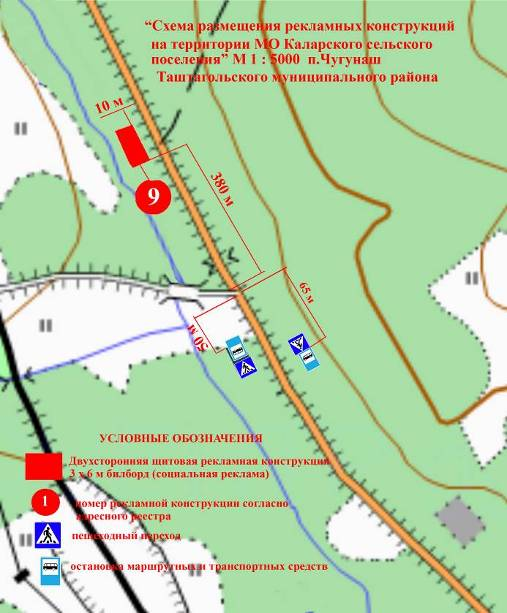 “Схема размещения рекламных конструкций
на территории МО Каларского сельского
поселения” М 1 : 5000 п.Чугунаш
Таштагольского муниципального района
10 м
9
380 м
65 м
50 м
УСЛОВНЫЕ ОБОЗНАЧЕНИЯ
Двухсторонняя щитовая рекламная конструкция
3 х 6 м билборд (социальная реклама)
1
номер рекламной конструкции согласно
адресного реестра
пешеходный переход
остановка маршрутных и транспортных средств